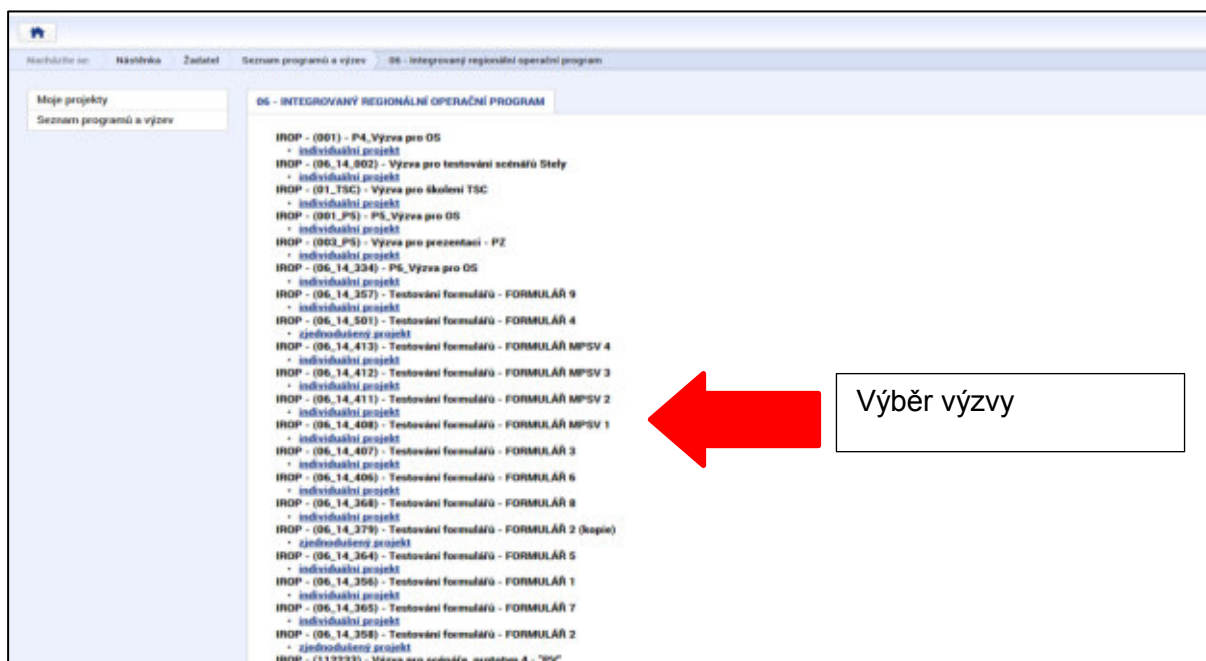 Nacházíte se: Nástěnka Žadatel Seznam programů a výzev 06 - Integrovaný regionální operační program
Moje projekty
Seznam programů a výzev
06 - INTEGROVANÝ REGIONÁLNÍ OPERAČNÍ PROGRAM
IROP - (001) - P4_Výzva pro OS
• individuální projekt
IROP - (06_14_002) - Výzva pro testování scénářů Stely
• individuální projekt
IROP - (01_TSC) - Výzva pro školení TSC
• individuální projekt
IROP - (001_P5) - P5_Výzva pro OS
• individuální projekt
IROP - (003_P5) - Výzva pro prezentaci - PZ
• individuální projekt
IROP - (06_14_334) - P6_Výzva pro OS
• individuální projekt
IROP - (06_14_357) - Testování formulářů - FORMULÁŘ 9
• individuální projekt
IROP - (06_14_501) - Testování formulářů - FORMULÁŘ 4
• zjednodušený projekt
IROP - (06_14_413) - Testování formulářů - FORMULÁŘ MPSV 4
• individuální projekt
IROP - (06_14_412) - Testování formulářů - FORMULÁŘ MPSV 3
• individuální projekt
IROP - (06_14_411) - Testování formulářů - FORMULÁŘ MPSV 2
• individuální projekt
IROP - (06_14_408) - Testování formulářů - FORMULÁŘ MPSV 1
• individuální projekt
IROP - (06_14_407) - Testování formulářů - FORMULÁŘ 3
• individuální projekt
IROP - (06_14_406) - Testování formulářů - FORMULÁŘ 6
• individuální projekt
IROP - (06_14_368) - Testování formulářů - FORMULÁŘ 8
• individuální projekt
IROP - (06_14_379) - Testování formulářů - FORMULÁŘ 2 (kopie)
• zjednodušený projekt
IROP - (06_14_364) - Testování formulářů - FORMULÁŘ 5
• individuální projekt
IROP - (06_14_356) - Testování formulářů - FORMULÁŘ 1
• individuální projekt
IROP - (06_14_365) - Testování formulářů - FORMULÁŘ 7
• individuální projekt
IROP - (06_14_358) - Testování formulářů - FORMULÁŘ 2
• zjednodušený projekt
IROP - (112233) - Výzva pro scénáře, prototyp 4 -
Výběr výzvy